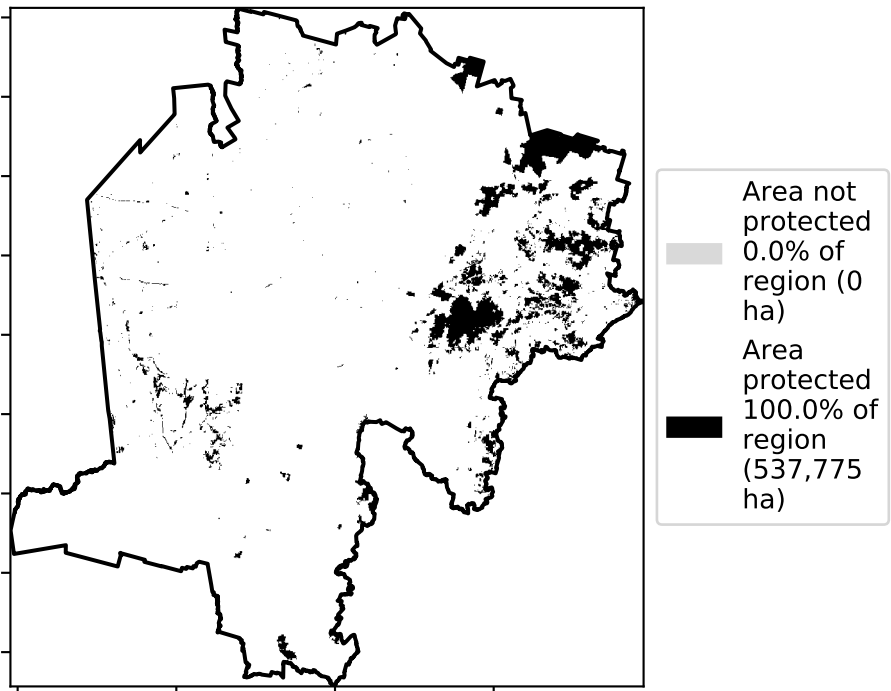 Area not
protected
0.0% of
region (0
ha)
Area
protected
100.0% of
region
(537,775
ha)